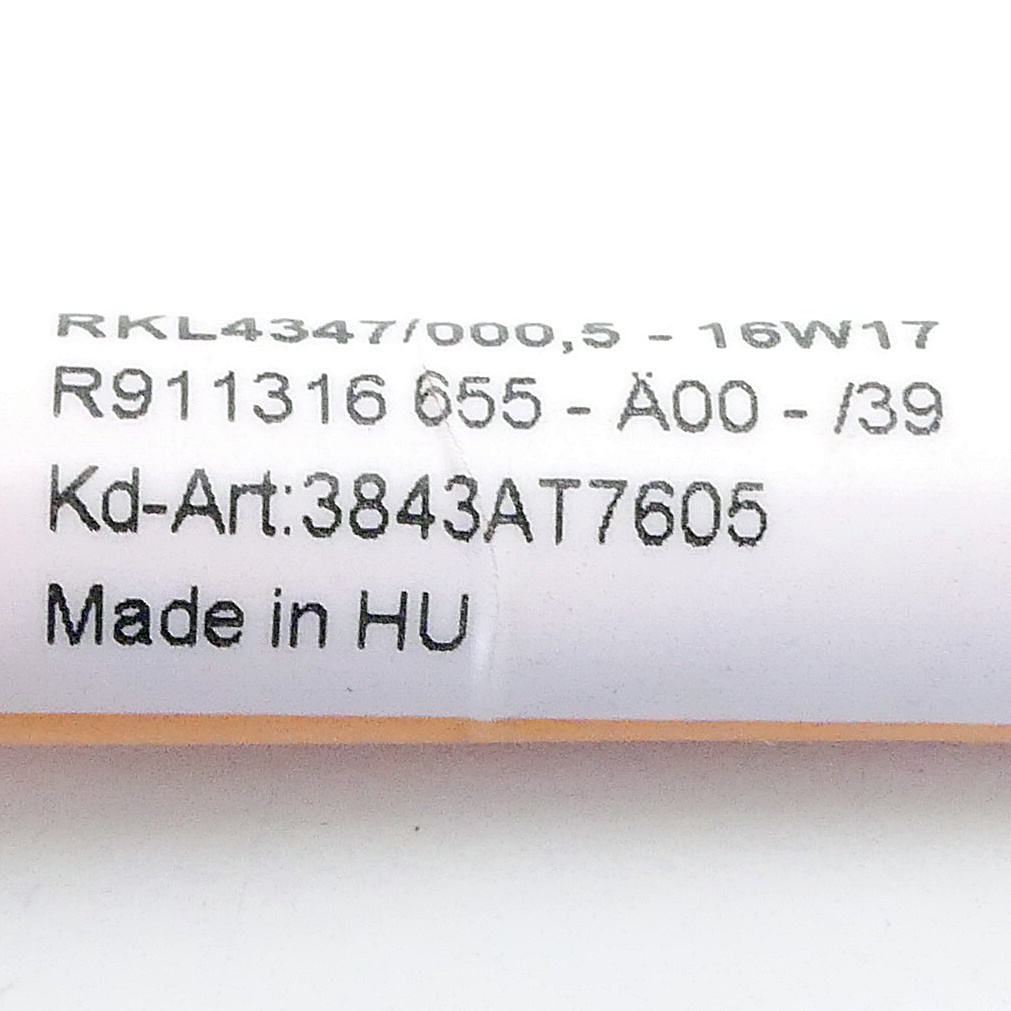 RKL4347/000,5 - 16W17
R911316 655 - Ä00 - /39
Kd-Art:3843AT7605
Made in HU